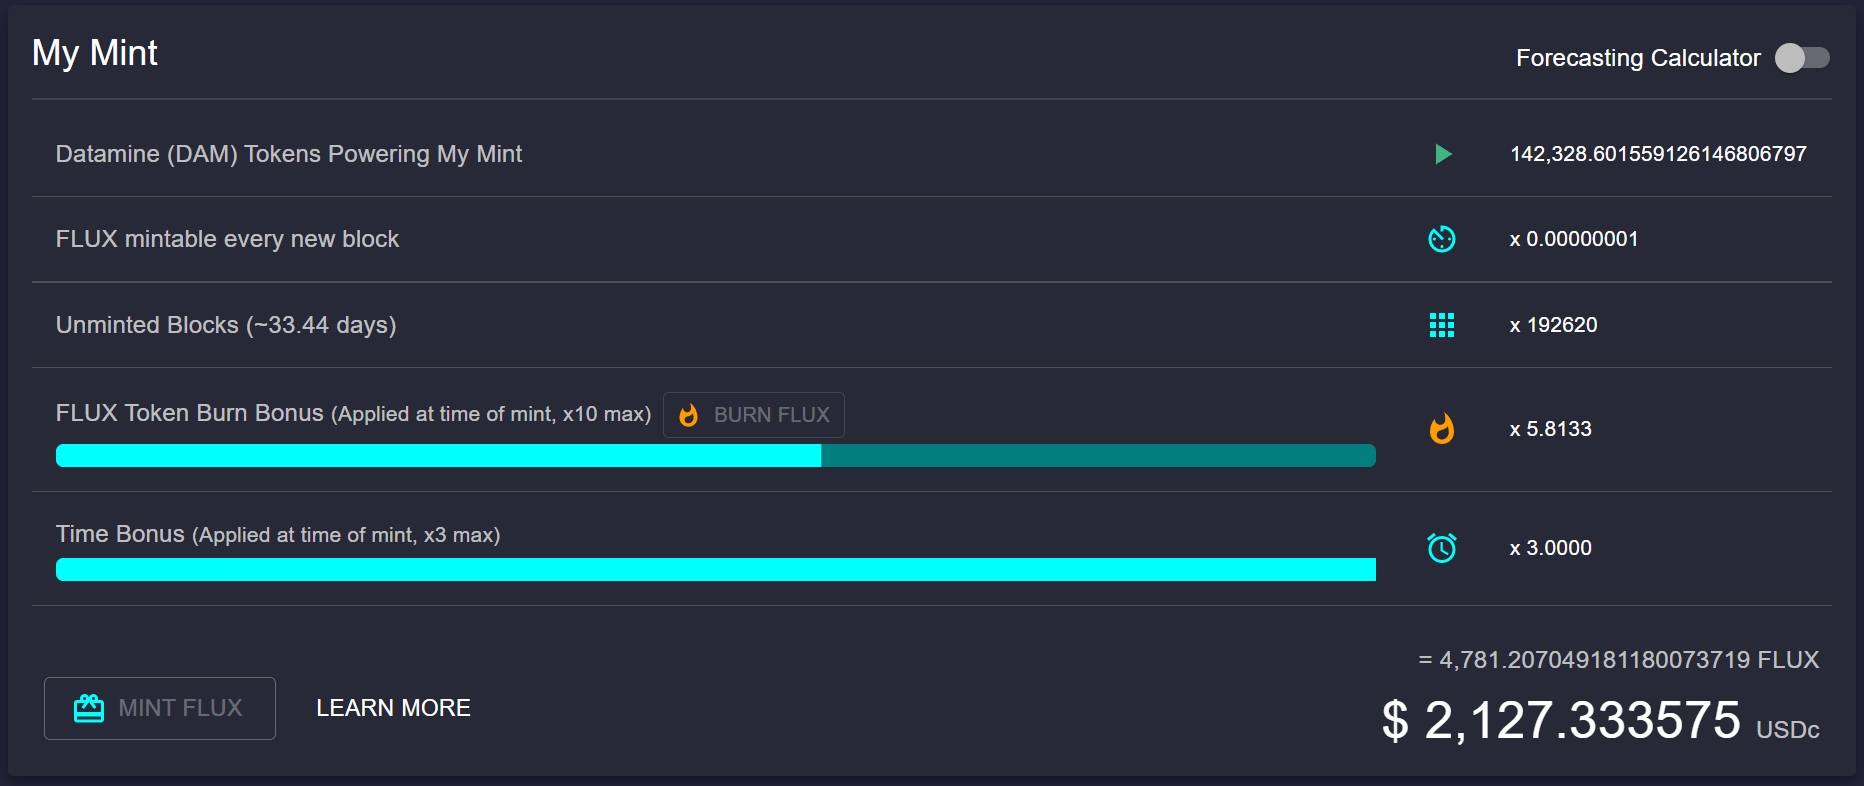 My Mint
Forecasting Calculator
Datamine (DAM) Tokens Powering My Mint 142,328.601559126146806797
FLUX mintable every new block x 0.00000001
Unminted Blocks (~33.44 days) x 192620
FLUX Token Burn Bonus (Applied at time of mint, x10 max) BURN FLUX x 5.8133
Time Bonus (Applied at time of mint, x3 max) x 3.0000
= 4,781.207049181180073719 FLUX
MINT FLUX LEARN MORE $ 2,127.333575 USDc